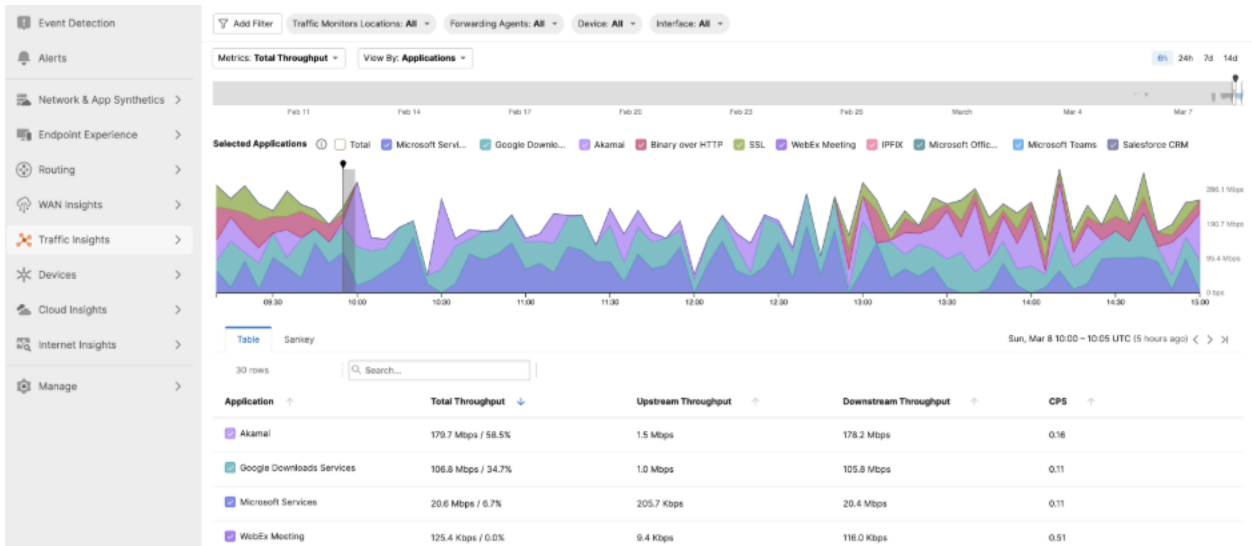 Event Detection
Alerts
Network & App Synthetics
Endpoint Experience
Routing
WAN Insights
Traffic Insights
Devices
Cloud Insights
Internet Insights
Manage
Add Filter Traffic Monitors Locations: All Forwarding Agents: All Device: All Interface: All
Metrics: Total Throughput View By: Applications 6h 24h 7d 14d
Feb 11 Feb 14 Feb 17 Feb 20 Feb 23 Feb 26 March Mar 4 Mar 7
Selected Applications Total Microsoft Servi... Google Downlo... Akamai Binary over HTTP SSL WebEx Meeting IPFIX Microsoft Offic... Microsoft Teams Salesforce CRM
286.1 Mbps
190.7 Mbps
95.4 Mbps
0 bps
09:30 10:00 10:30 11:00 11:30 12:00 12:30 13:00 13:30 14:00 14:30 15:00
Table Sankey Sun, Mar 8 10:00 – 10:05 UTC (5 hours ago)
30 rows Search...
Application Total Throughput Upstream Throughput Downstream Throughput CPS
Akamai 179.7 Mbps / 58.5% 1.5 Mbps 178.2 Mbps 0.16
Google Downloads Services 106.8 Mbps / 34.7% 1.0 Mbps 105.8 Mbps 0.11
Microsoft Services 20.6 Mbps / 6.7% 205.7 Kbps 20.4 Mbps 0.11
WebEx Meeting 125.4 Kbps / 0.0% 9.4 Kbps 116.0 Kbps 0.51